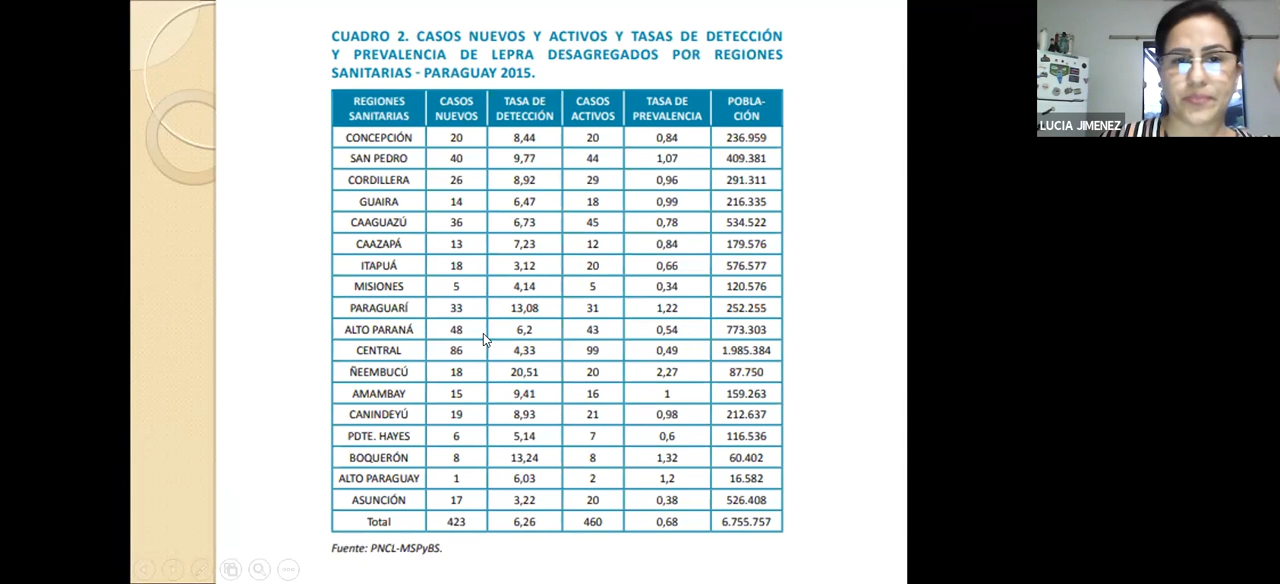 CUADRO 2. CASOS NUEVOS Y ACTIVOS Y TASAS DE DETECCIÓN
Y PREVALENCIA DE LEPRA DESAGREGADOS POR REGIONES
SANITARIAS - PARAGUAY 2015.
REGIONES SANITARIAS CASOS NUEVOS TASA DE DETECCIÓN CASOS ACTIVOS TASA DE PREVALENCIA POBLA-CIÓN
CONCEPCIÓN 20 8,44 20 0,84 236.959
SAN PEDRO 40 9,77 44 1,07 409.381
CORDILLERA 26 8,92 29 0,96 291.311
GUAIRA 14 6,47 18 0,99 216.335
CAAGUAZÚ 36 6,73 45 0,78 534.522
CAAZAPÁ 13 7,23 12 0,84 179.576
ITAPUÁ 18 3,12 20 0,66 576.577
MISIONES 5 4,14 5 0,34 120.576
PARAGUARÍ 33 13,08 31 1,22 252.255
ALTO PARANÁ 48 6,2 43 0,54 773.303
CENTRAL 86 4,33 99 0,49 1.985.384
ÑEEMBUCÚ 18 20,51 20 2,27 87.750
AMAMBAY 15 9,41 16 1 159.263
CANINDEYÚ 19 8,93 21 0,98 212.637
PDTE. HAYES 6 5,14 7 0,6 116.536
BOQUERÓN 8 13,24 8 1,32 60.402
ALTO PARAGUAY 1 6,03 2 1,2 16.582
ASUNCIÓN 17 3,22 20 0,38 526.408
Total 423 6,26 460 0,68 6.755.757
Fuente: PNCL-MSPyBS.
LUCIA JIMENEZ